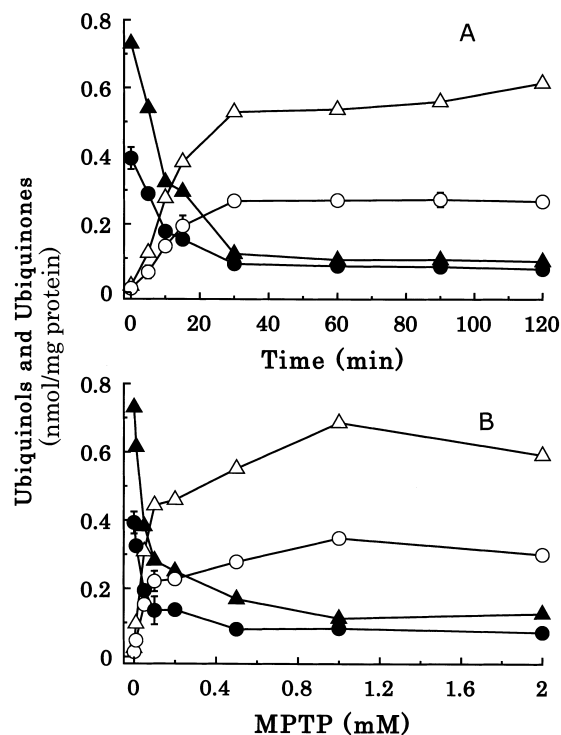 0.8
A
0.6
0.4
0.2
0
0 20 40 60 80 100 120
Time (min)
Ubiquinols and Ubiquinones
(nmol/mg protein)
0.8
B
0.6
0.4
0.2
0
0 0.4 0.8 1.2 1.6 2
MPTP (mM)